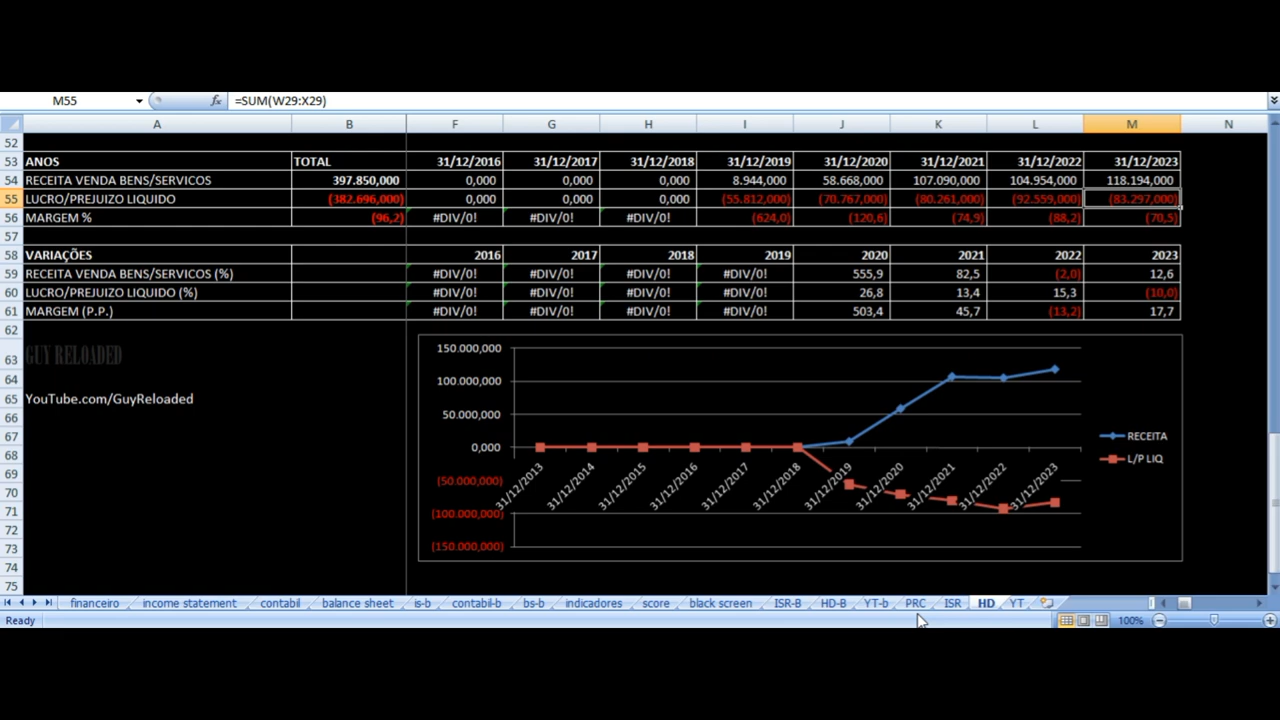 M55 fx =SUM(W29:X29)
A B F G H I J K L M N
52
53 ANOS TOTAL 31/12/2016 31/12/2017 31/12/2018 31/12/2019 31/12/2020 31/12/2021 31/12/2022 31/12/2023
54 RECEITA VENDA BENS/SERVICOS 397.850,000 0,000 0,000 0,000 8.944,000 58.668,000 107.090,000 104.954,000 118.194,000
55 LUCRO/PREJUIZO LIQUIDO (382.696,000) 0,000 0,000 0,000 (55.812,000) (70.767,000) (80.261,000) (92.559,000) (83.297,000)
56 MARGEM % (96,2) #DIV/0! #DIV/0! #DIV/0! (624,0) (120,6) (74,9) (88,2) (70,5)
57
58 VARIAÇÕES 2016 2017 2018 2019 2020 2021 2022 2023
59 RECEITA VENDA BENS/SERVICOS (%) #DIV/0! #DIV/0! #DIV/0! #DIV/0! 555,9 82,5 (2,0) 12,6
60 LUCRO/PREJUIZO LIQUIDO (%) #DIV/0! #DIV/0! #DIV/0! #DIV/0! 26,8 13,4 15,3 (10,0)
61 MARGEM (P.P.) #DIV/0! #DIV/0! #DIV/0! #DIV/0! 503,4 45,7 (13,2) 17,7
62
63 GUY RELOADED
64
65 YouTube.com/GuyReloaded
66
67
68
69
70
71
72
73
74
75
150.000,000
100.000,000
50.000,000
0,000
(50.000,000)
(100.000,000)
(150.000,000)
31/12/2013 31/12/2014 31/12/2015 31/12/2016 31/12/2017 31/12/2018 31/12/2019 31/12/2020 31/12/2021 31/12/2022 31/12/2023
RECEITA
L/P LIQ
financeiro income statement contabil balance sheet is-b contabil-b bs-b indicadores score black screen ISR-B HD-B YT-b PRC ISR HD YT
Ready 100%